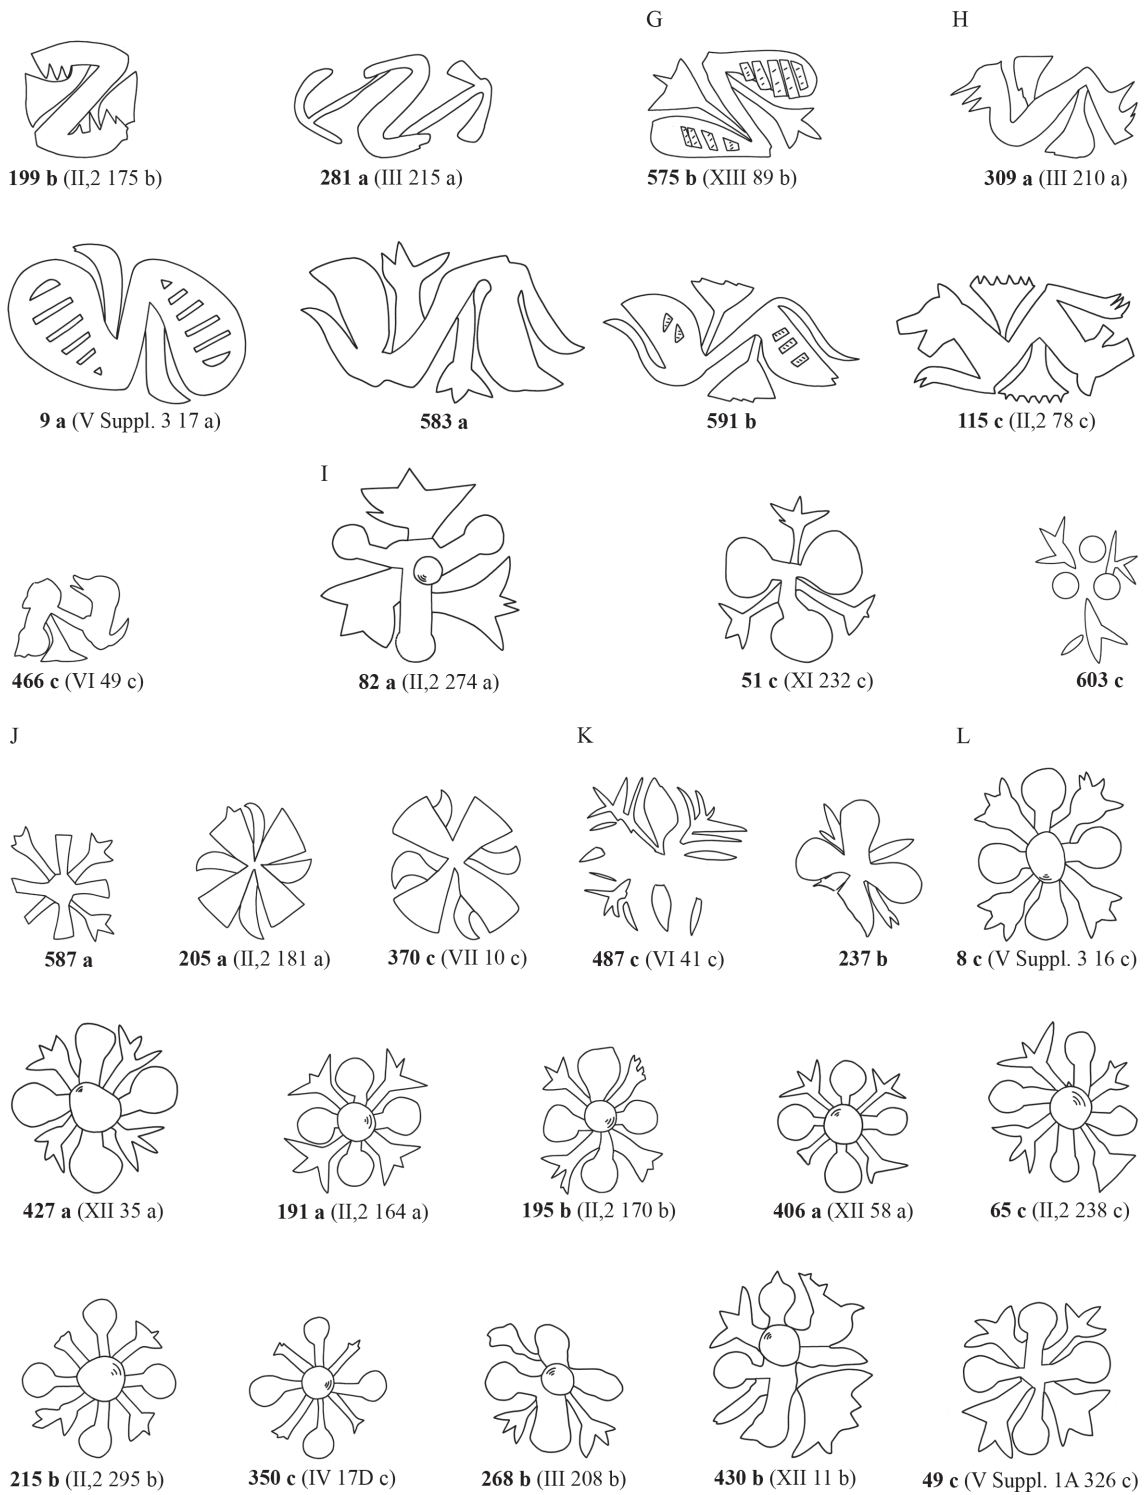 G H
199 b (II,2 175 b) 281 a (III 215 a) 575 b (XIII 89 b) 309 a (III 210 a)
9 a (V Suppl. 3 17 a) 583 a 591 b 115 c (II,2 78 c)
I
466 c (VI 49 c) 82 a (II,2 274 a) 51 c (XI 232 c) 603 c
J K L
587 a 205 a (II,2 181 a) 370 c (VII 10 c) 487 c (VI 41 c) 237 b 8 c (V Suppl. 3 16 c)
427 a (XII 35 a) 191 a (II,2 164 a) 195 b (II,2 170 b) 406 a (XII 58 a) 65 c (II,2 238 c)
215 b (II,2 295 b) 350 c (IV 17D c) 268 b (III 208 b) 430 b (XII 11 b) 49 c (V Suppl. 1A 326 c)